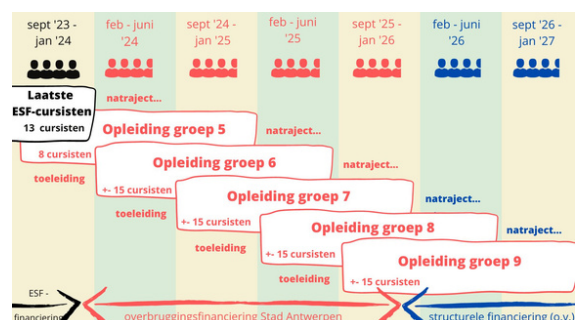 sept '23 -
jan '24
feb - juni
'24
sept '24 -
jan '25
feb - juni
'25
sept '25 -
jan '26
feb - juni
'26
sept '26 -
jan '27
Laatste
ESF-cursisten
13 cursisten
natraject...
Opleiding groep 5
8 cursisten
toeleiding
natraject...
Opleiding groep 6
+- 15 cursisten
toeleiding
natraject...
Opleiding groep 7
+- 15 cursisten
toeleiding
natraject...
Opleiding groep 8
+- 15 cursisten
toeleiding
natraject...
Opleiding groep 9
+- 15 cursisten
ESF -
financiering
overbruggingsfinanciering Stad Antwerpen
structurele financiering (o.v.)